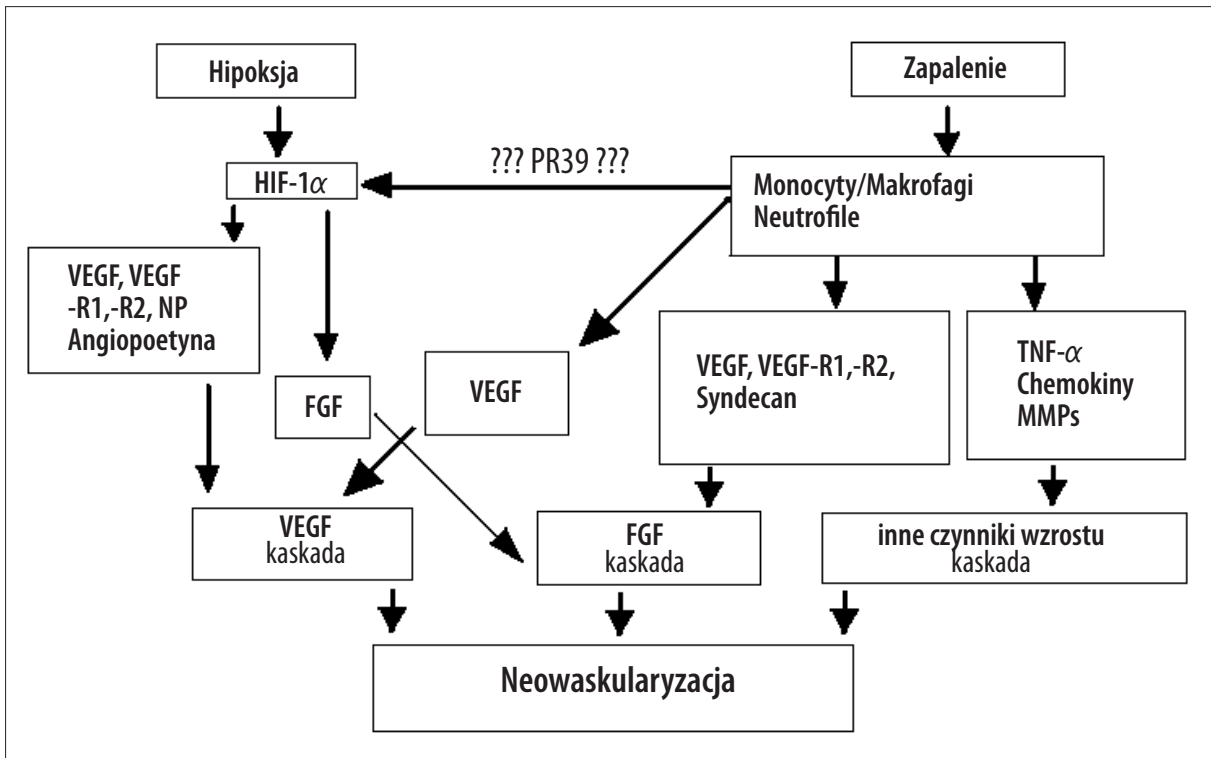 Hipoksja
Zapalenie
??? PR39 ???
HIF-1α
Monocyty/Makrofagi
Neutrofile
VEGF, VEGF
-R1,-R2, NP
Angiopoetyna
FGF
VEGF
VEGF, VEGF-R1,-R2,
Syndecan
TNF-α
Chemokiny
MMPs
VEGF
kaskada
FGF
kaskada
inne czynniki wzrostu
kaskada
Neowaskularyzacja